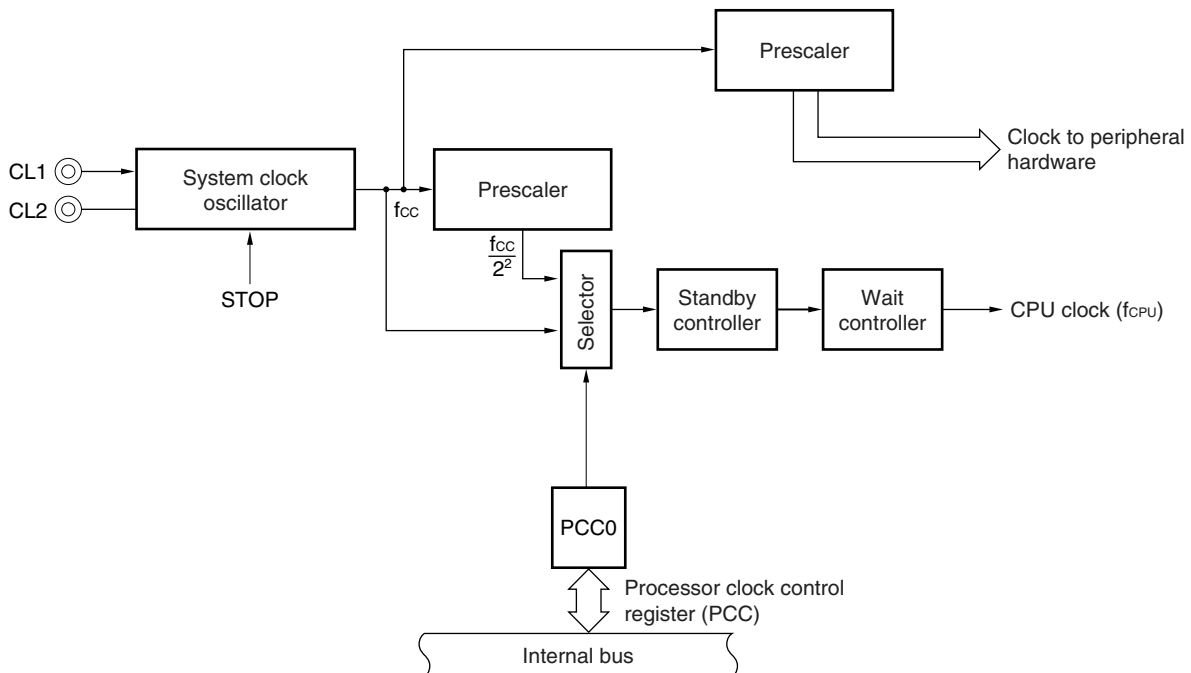 Prescaler
Clock to peripheral
hardware
CL1
CL2
System clock
oscillator
fCC
Prescaler
STOP
fCC
2²
Selector
Standby
controller
Wait
controller
CPU clock (fCPU)
PCC0
Processor clock control
register (PCC)
Internal bus